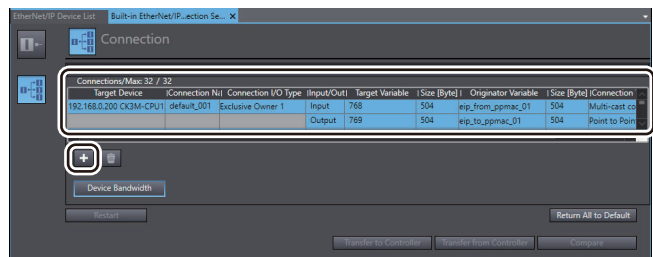 EtherNet/IP Device List Built-in EtherNet/IP...ection Se... X
Connection
Connections/Max: 32 / 32
Target Device |Connection Na| Connection I/O Type |Input/Out| Target Variable |Size [Byte]| Originator Variable |Size [Byte]|Connection
192.168.0.200 CK3M-CPU1 default_001 Exclusive Owner 1 Input 768 504 eip_from_ppmac_01 504 Multi-cast co
Output 769 504 eip_to_ppmac_01 504 Point to Poin
+
Device Bandwidth
Restart Return All to Default
Transfer to Controller Transfer from Controller Compare